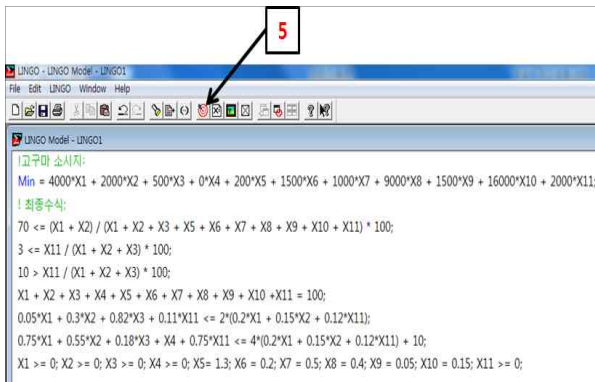 5
LINGO - LINGO Model - LINGO1
File Edit LINGO Window Help
LINGO Model - LINGO1
!고구마 소시지;
Min = 4000*X1 + 2000*X2 + 500*X3 + 0*X4 + 200*X5 + 1500*X6 + 1000*X7 + 9000*X8 + 1500*X9 + 16000*X10 + 2000*X11;
! 최종수식;
70 <= (X1 + X2) / (X1 + X2 + X3 + X5 + X6 + X7 + X8 + X9 + X10 + X11) * 100;
3 <= X11 / (X1 + X2 + X3) * 100;
10 > X11 / (X1 + X2 + X3) * 100;
X1 + X2 + X3 + X4 + X5 + X6 + X7 + X8 + X9 + X10 +X11 = 100;
0.05*X1 + 0.3*X2 + 0.82*X3 + 0.11*X11 <= 2*(0.2*X1 + 0.15*X2 + 0.12*X11);
0.75*X1 + 0.55*X2 + 0.18*X3 + X4 + 0.75*X11 <= 4*(0.2*X1 + 0.15*X2 + 0.12*X11) + 10;
X1 >= 0; X2 >= 0; X3 >= 0; X4 >= 0; X5= 1.3; X6 = 0.2; X7 = 0.5; X8 = 0.4; X9 = 0.05; X10 = 0.15; X11 >= 0;